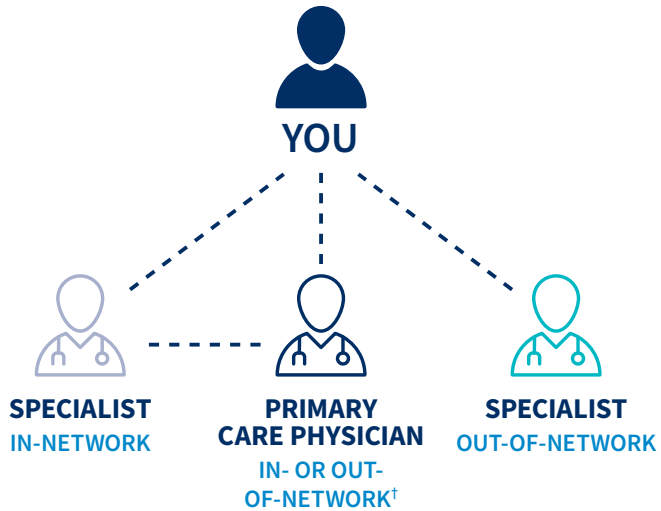 YOU
SPECIALIST
IN-NETWORK
PRIMARY
CARE PHYSICIAN
IN- OR OUT-
OF-NETWORK†
SPECIALIST
OUT-OF-NETWORK